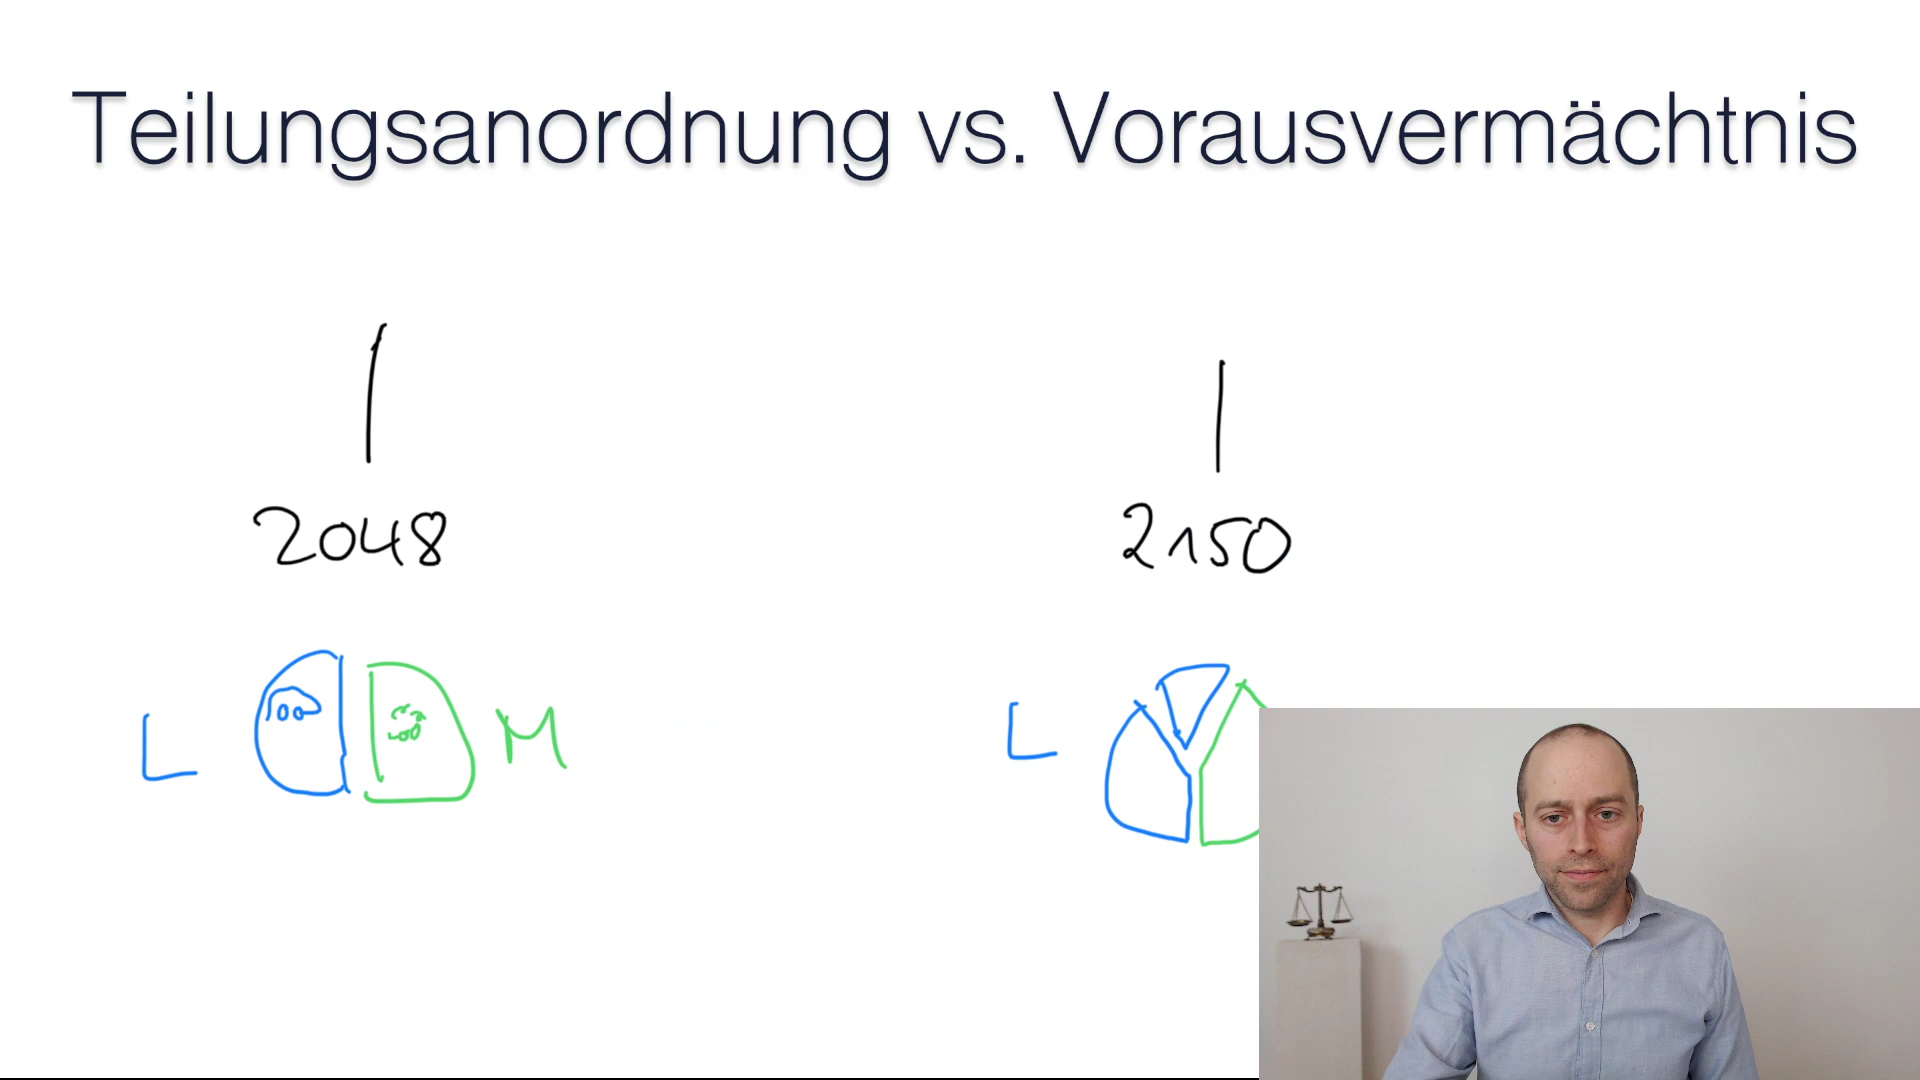 Teilungsanordnung vs. Vorausvermächtnis
2048
2150
L
M
L